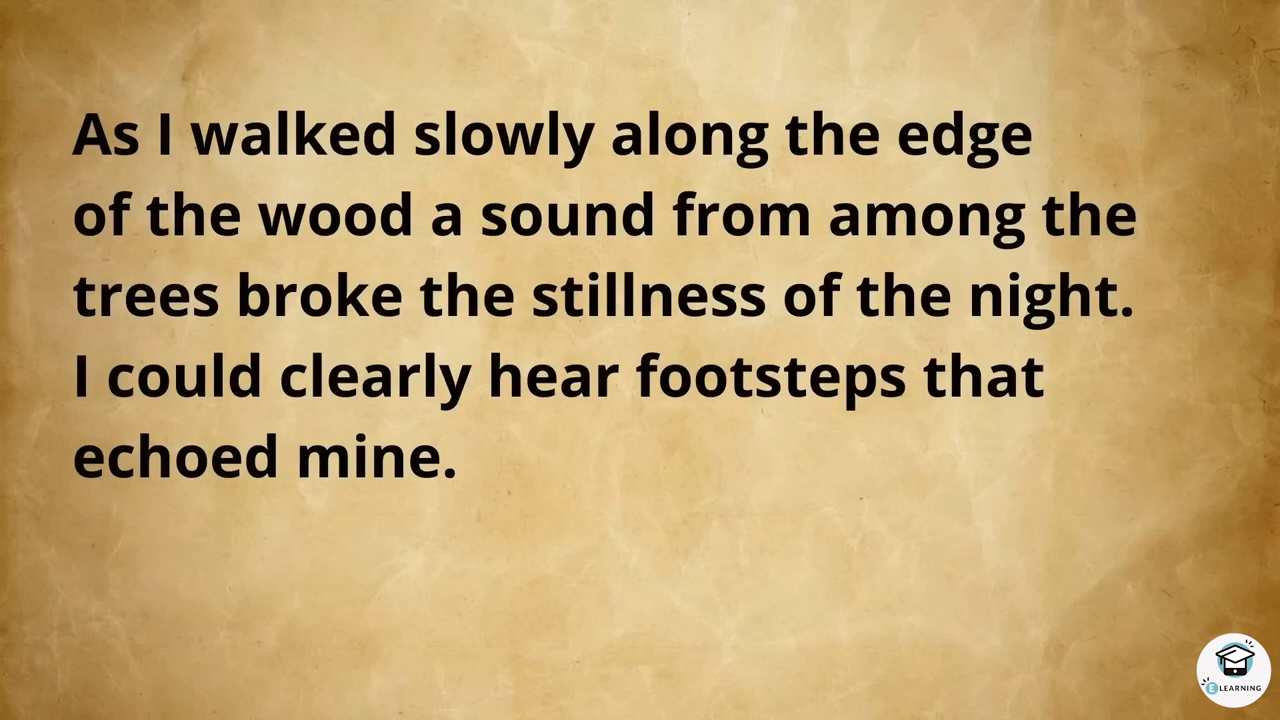 As I walked slowly along the edge
of the wood a sound from among the
trees broke the stillness of the night.
I could clearly hear footsteps that
echoed mine.
E LEARNING